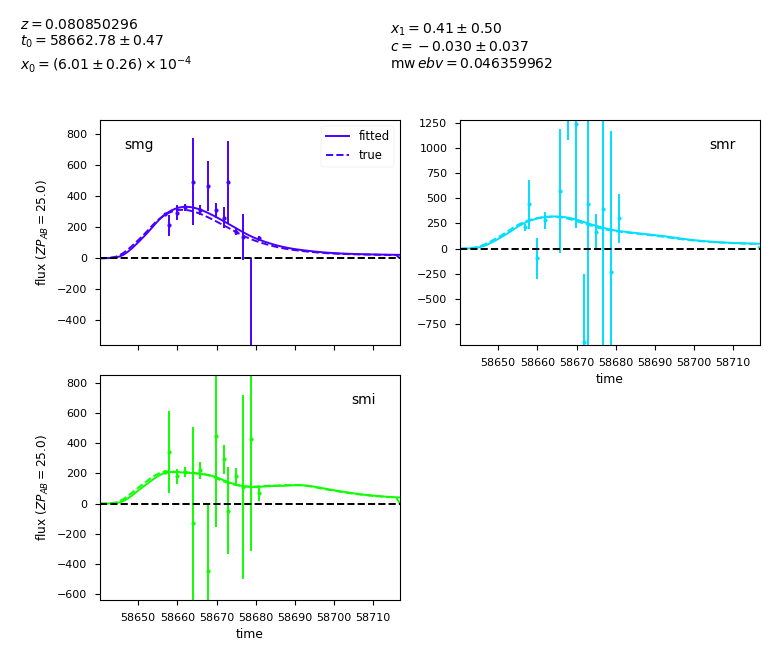 z = 0.080850296
t₀ = 58662.78 ± 0.47
x₀ = (6.01 ± 0.26) × 10⁻⁴
x₁ = 0.41 ± 0.50
c = −0.030 ± 0.037
mw ebv = 0.046359962
smg
fitted
true
800
600
400
200
0
−200
−400
flux (ZP_AB = 25.0)
smr
1250
1000
750
500
250
0
−250
−500
−750
58650 58660 58670 58680 58690 58700 58710
time
smi
800
600
400
200
0
−200
−400
−600
flux (ZP_AB = 25.0)
58650 58660 58670 58680 58690 58700 58710
time